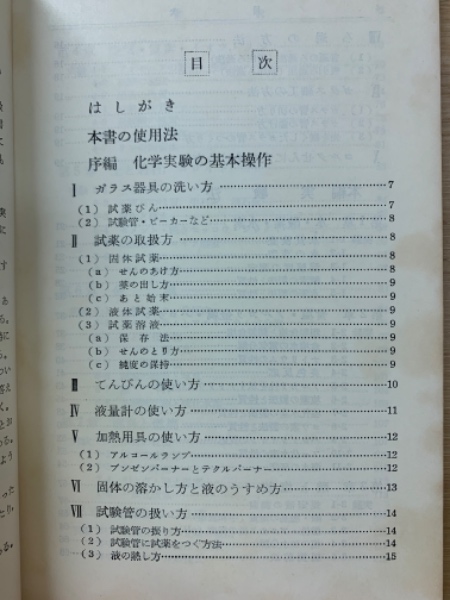 目 次
はしがき
本書の使用法
序編 化学実験の基本操作
Ⅰ ガラス器具の洗い方 7
(1) 試薬びん 7
(2) 試験管・ビーカーなど 8
Ⅱ 試薬の取扱方 8
(1) 固体試薬 8
(a) せんのあけ方 8
(b) 薬の出し方 9
(c) あと始末 9
(2) 液体試薬 9
(3) 試薬溶液 9
(a) 保存法 9
(b) せんのとり方 9
(c) 純度の保持 9
Ⅲ てんびんの使い方 10
Ⅳ 液量計の使い方 11
Ⅴ 加熱用具の使い方 12
(1) アルコールランプ 12
(2) ブンゼンバーナーとテクルバーナー 12
Ⅵ 固体の溶かし方と液のうすめ方 13
Ⅶ 試験管の扱い方 14
(1) 試験管の振り方 14
(2) 試験管に試薬をつぐ方法 14
(3) 液の熱し方 15